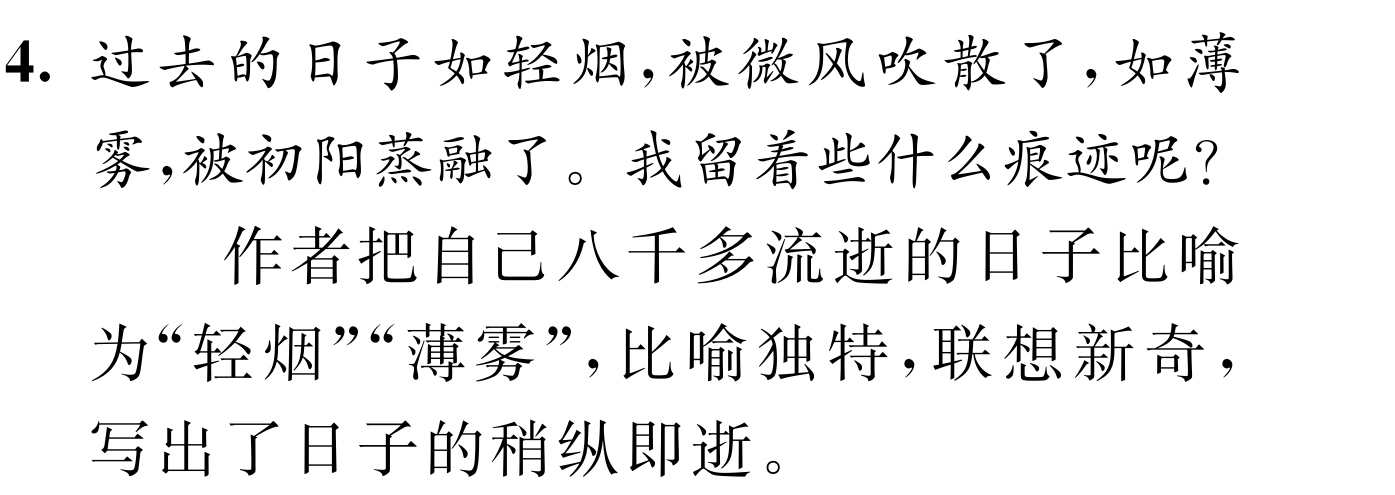 4. 过去的日子如轻烟,被微风吹散了,如薄
雾,被初阳蒸融了。我留着些什么痕迹呢?
作者把自己八千多流逝的日子比喻
为“轻烟”“薄雾”,比喻独特,联想新奇,
写出了日子的稍纵即逝。